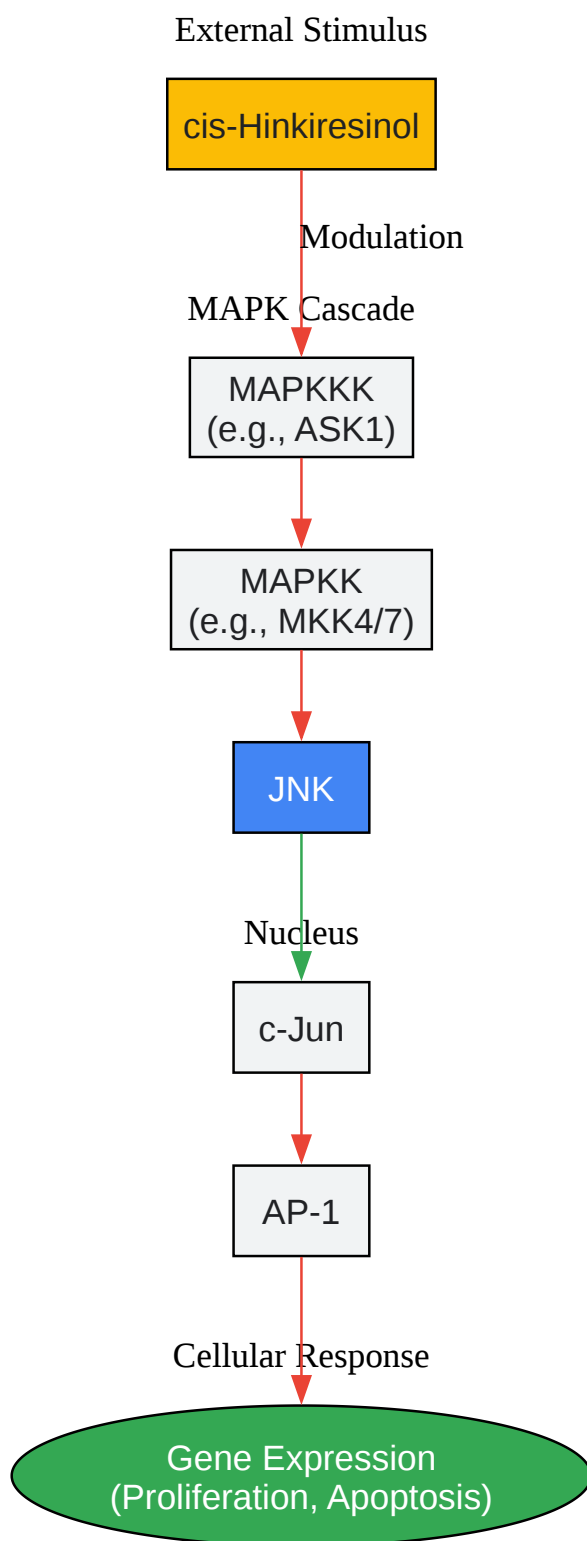 External Stimulus
cis-Hinkiresinol
Modulation
MAPK Cascade
MAPKKK
(e.g., ASK1)
MAPKK
(e.g., MKK4/7)
JNK
Nucleus
c-Jun
AP-1
Cellular Response
Gene Expression
(Proliferation, Apoptosis)